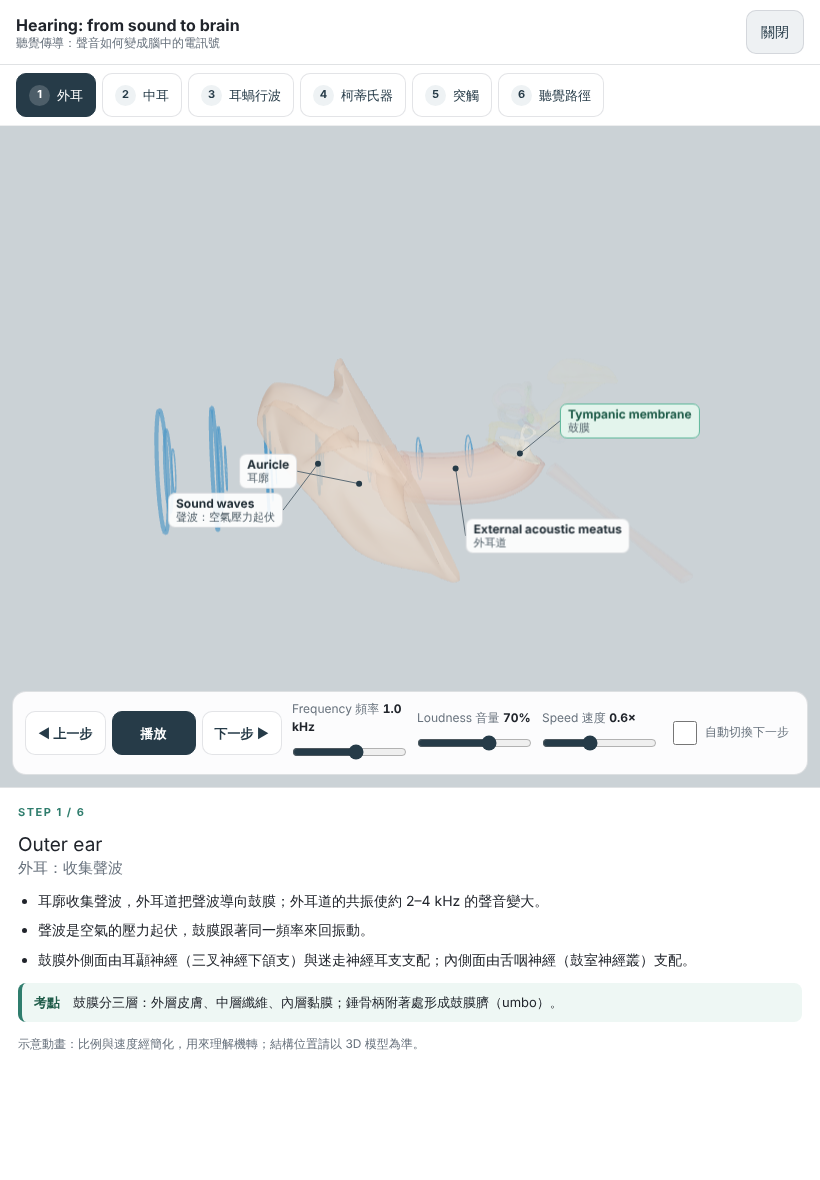 Hearing: from sound to brain
聽覺傳導：聲音如何變成腦中的電訊號
關閉
1 外耳
2 中耳
3 耳蝸行波
4 柯蒂氏器
5 突觸
6 聽覺路徑
Tympanic membrane
鼓膜
Auricle
耳廓
Sound waves
聲波：空氣壓力起伏
External acoustic meatus
外耳道
◀ 上一步
播放
下一步 ▶
Frequency 頻率 1.0
kHz
Loudness 音量 70%
Speed 速度 0.6×
自動切換下一步
STEP 1 / 6
Outer ear
外耳：收集聲波
耳廓收集聲波，外耳道把聲波導向鼓膜；外耳道的共振使約 2–4 kHz 的聲音變大。
聲波是空氣的壓力起伏，鼓膜跟著同一頻率來回振動。
鼓膜外側面由耳顳神經（三叉神經下頜支）與迷走神經耳支支配；內側面由舌咽神經（鼓室神經叢）支配。
考點 鼓膜分三層：外層皮膚、中層纖維、內層黏膜；錘骨柄附著處形成鼓膜臍（umbo）。
示意動畫：比例與速度經簡化，用來理解機轉；結構位置請以 3D 模型為準。